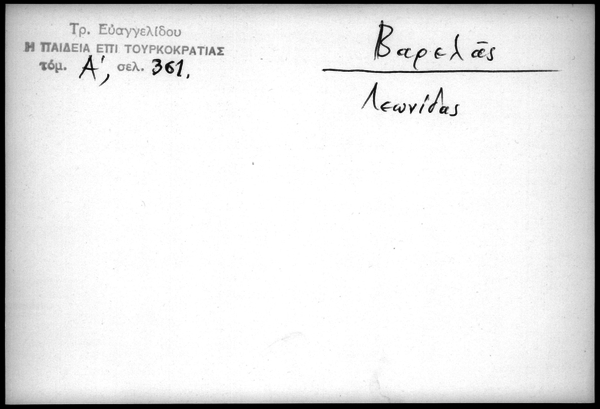 Τρ. Εὐαγγελίδου
Η ΠΑΙΔΕΙΑ ΕΠΙ ΤΟΥΡΚΟΚΡΑΤΙΑΣ
τόμ. Α', σελ. 361.
Βαρελᾶς
Λεωνίδας